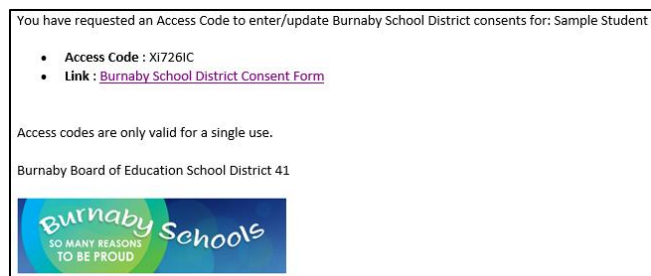 You have requested an Access Code to enter/update Burnaby School District consents for: Sample Student
• Access Code : Xi726IC
• Link : Burnaby School District Consent Form
Access codes are only valid for a single use.
Burnaby Board of Education School District 41
Burnaby Schools
SO MANY REASONS
TO BE PROUD